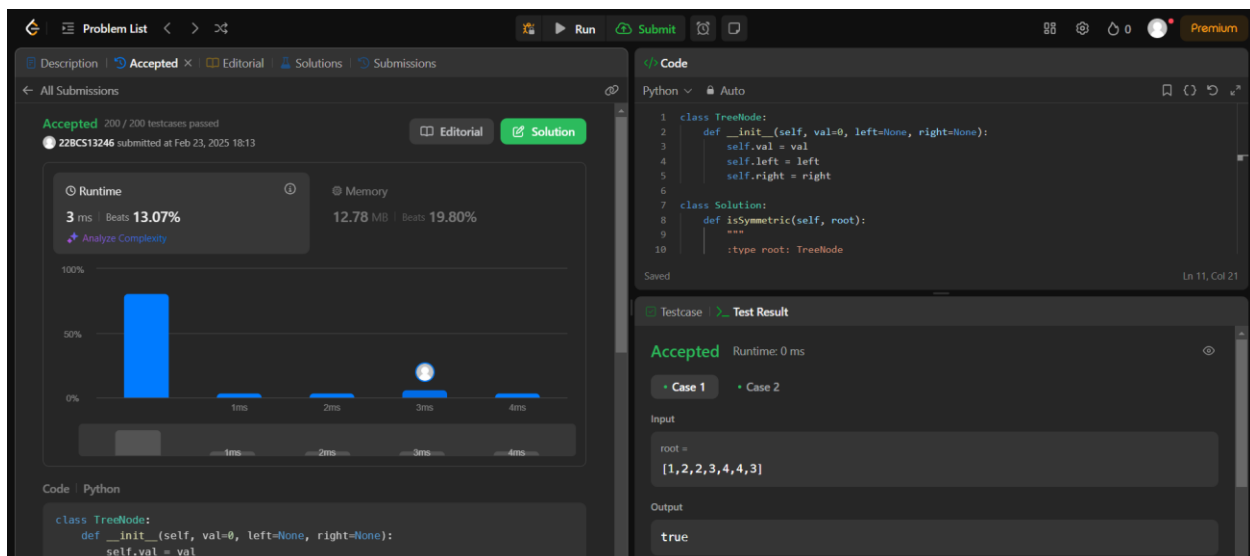 Problem List Run Submit 0 Premium
Description Accepted Editorial Solutions Submissions
All Submissions
Accepted 200 / 200 testcases passed
22BCS13246 submitted at Feb 23, 2025 18:13
Editorial Solution
Runtime
3 ms Beats 13.07%
Analyze Complexity
Memory
12.78 MB Beats 19.80%
100%
50%
0%
1ms 2ms 3ms 4ms
1ms 2ms 3ms 4ms
Code Python
class TreeNode:
def __init__(self, val=0, left=None, right=None):
self.val = val
</> Code
Python Auto
1 class TreeNode:
2 def __init__(self, val=0, left=None, right=None):
3 self.val = val
4 self.left = left
5 self.right = right
6
7 class Solution:
8 def isSymmetric(self, root):
9 """
10 :type root: TreeNode
Saved Ln 11, Col 21
Testcase >_ Test Result
Accepted Runtime: 0 ms
• Case 1 • Case 2
Input
root =
[1,2,2,3,4,4,3]
Output
true